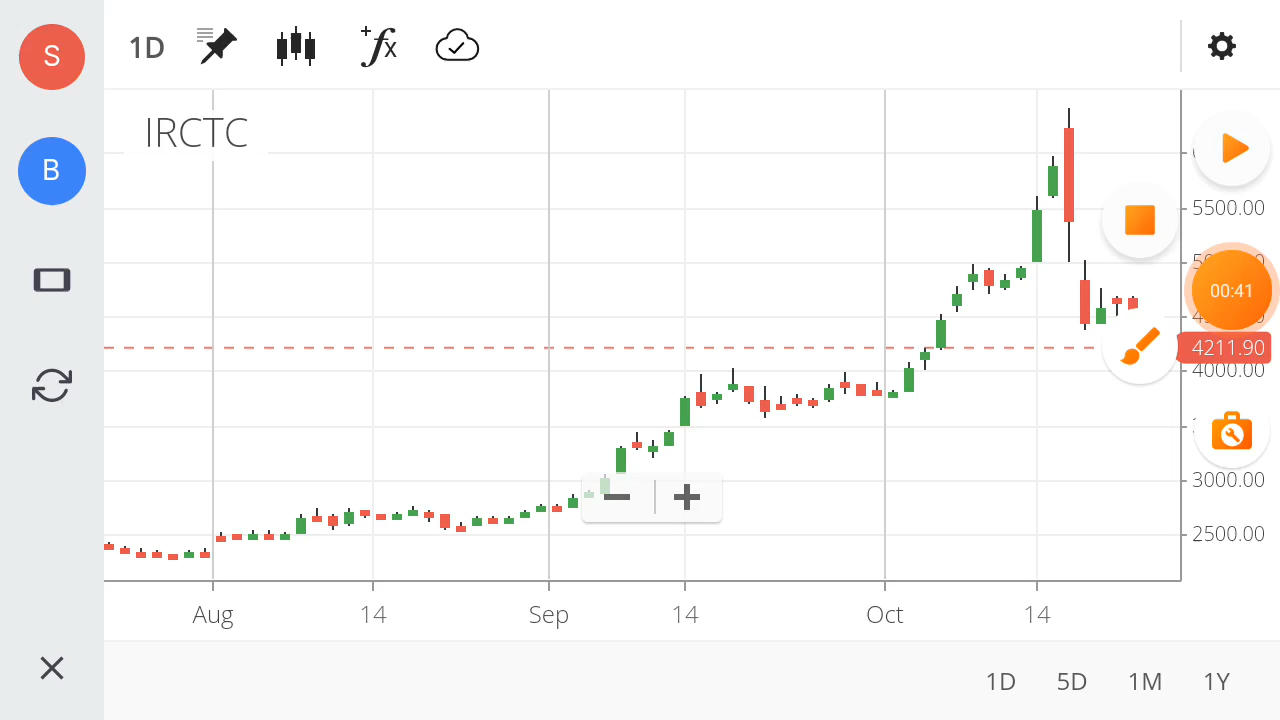 S
B
1D
+fx
IRCTC
5500.00
00:41
4211.90
4000.00
3000.00
2500.00
Aug
14
Sep
14
Oct
14
1D
5D
1M
1Y